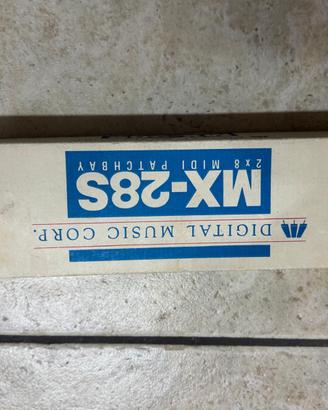 DIGITAL MUSIC CORP.
MX-28S
2x8 MIDI PATCHBAY